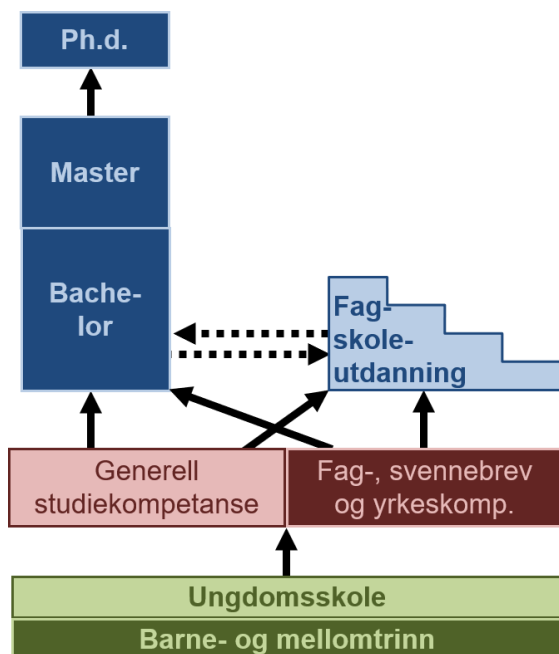 Ph.d.
Master
Bache-
lor
Fag-
skole-
utdanning
Generell
studiekompetanse
Fag-, svennebrev
og yrkeskomp.
Ungdomsskole
Barne- og mellomtrinn